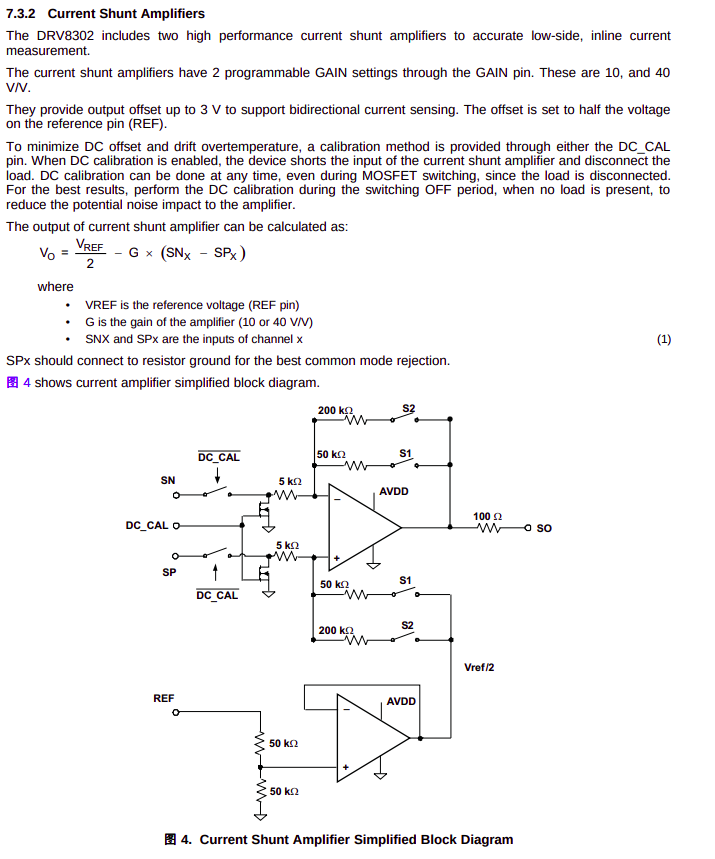 7.3.2 Current Shunt Amplifiers
The DRV8302 includes two high performance current shunt amplifiers to accurate low-side, inline current
measurement.
The current shunt amplifiers have 2 programmable GAIN settings through the GAIN pin. These are 10, and 40
V/V.
They provide output offset up to 3 V to support bidirectional current sensing. The offset is set to half the voltage
on the reference pin (REF).
To minimize DC offset and drift overtemperature, a calibration method is provided through either the DC_CAL
pin. When DC calibration is enabled, the device shorts the input of the current shunt amplifier and disconnect the
load. DC calibration can be done at any time, even during MOSFET switching, since the load is disconnected.
For the best results, perform the DC calibration during the switching OFF period, when no load is present, to
reduce the potential noise impact to the amplifier.
The output of current shunt amplifier can be calculated as:
V_O = V_REF / 2 − G × (SN_X − SP_X)
where
• VREF is the reference voltage (REF pin)
• G is the gain of the amplifier (10 or 40 V/V)
• SNX and SPx are the inputs of channel x (1)
SPx should connect to resistor ground for the best common mode rejection.
图 4 shows current amplifier simplified block diagram.
200 kΩ S2
DC_CAL 50 kΩ S1
SN 5 kΩ AVDD
−
100 Ω
DC_CAL SO
5 kΩ
+
SP
50 kΩ S1
DC_CAL
200 kΩ S2
Vref/2
REF AVDD
−
50 kΩ
+
50 kΩ
图 4. Current Shunt Amplifier Simplified Block Diagram